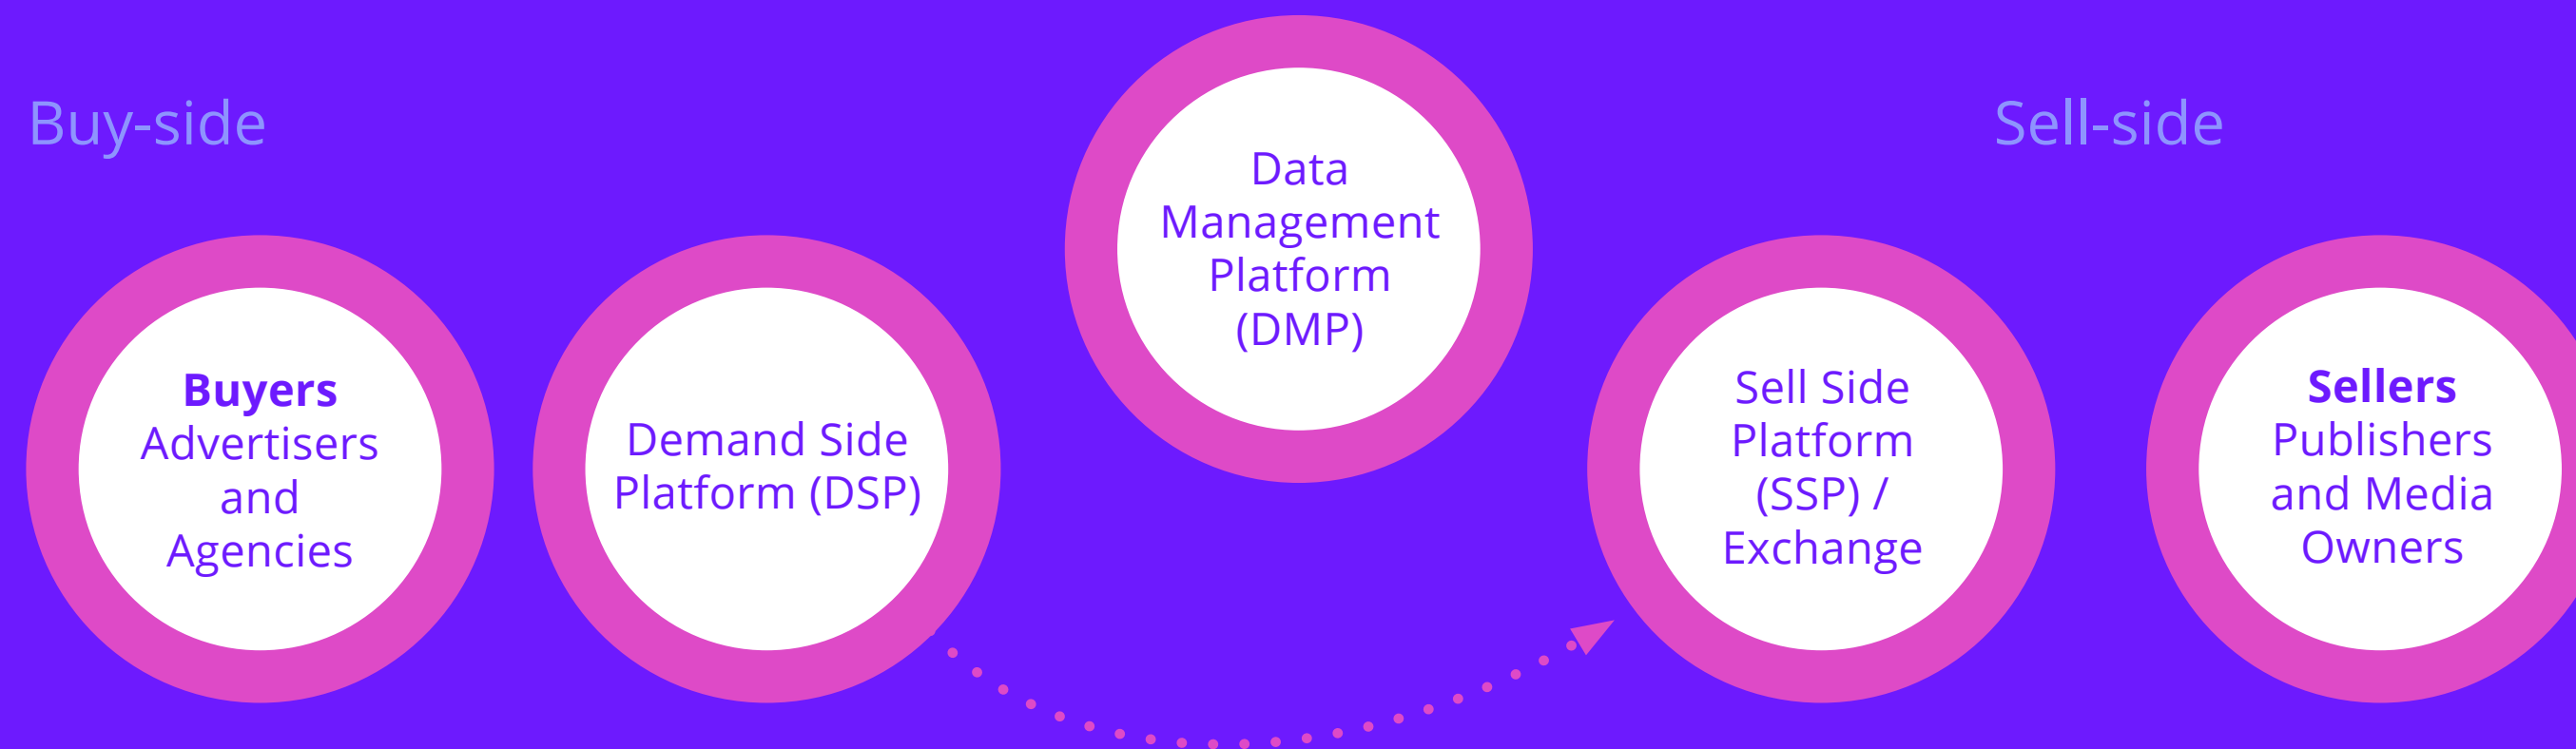 Buy-side
Sell-side
Buyers
Advertisers
and
Agencies
Demand Side
Platform (DSP)
Data
Management
Platform
(DMP)
Sell Side
Platform
(SSP) /
Exchange
Sellers
Publishers
and Media
Owners